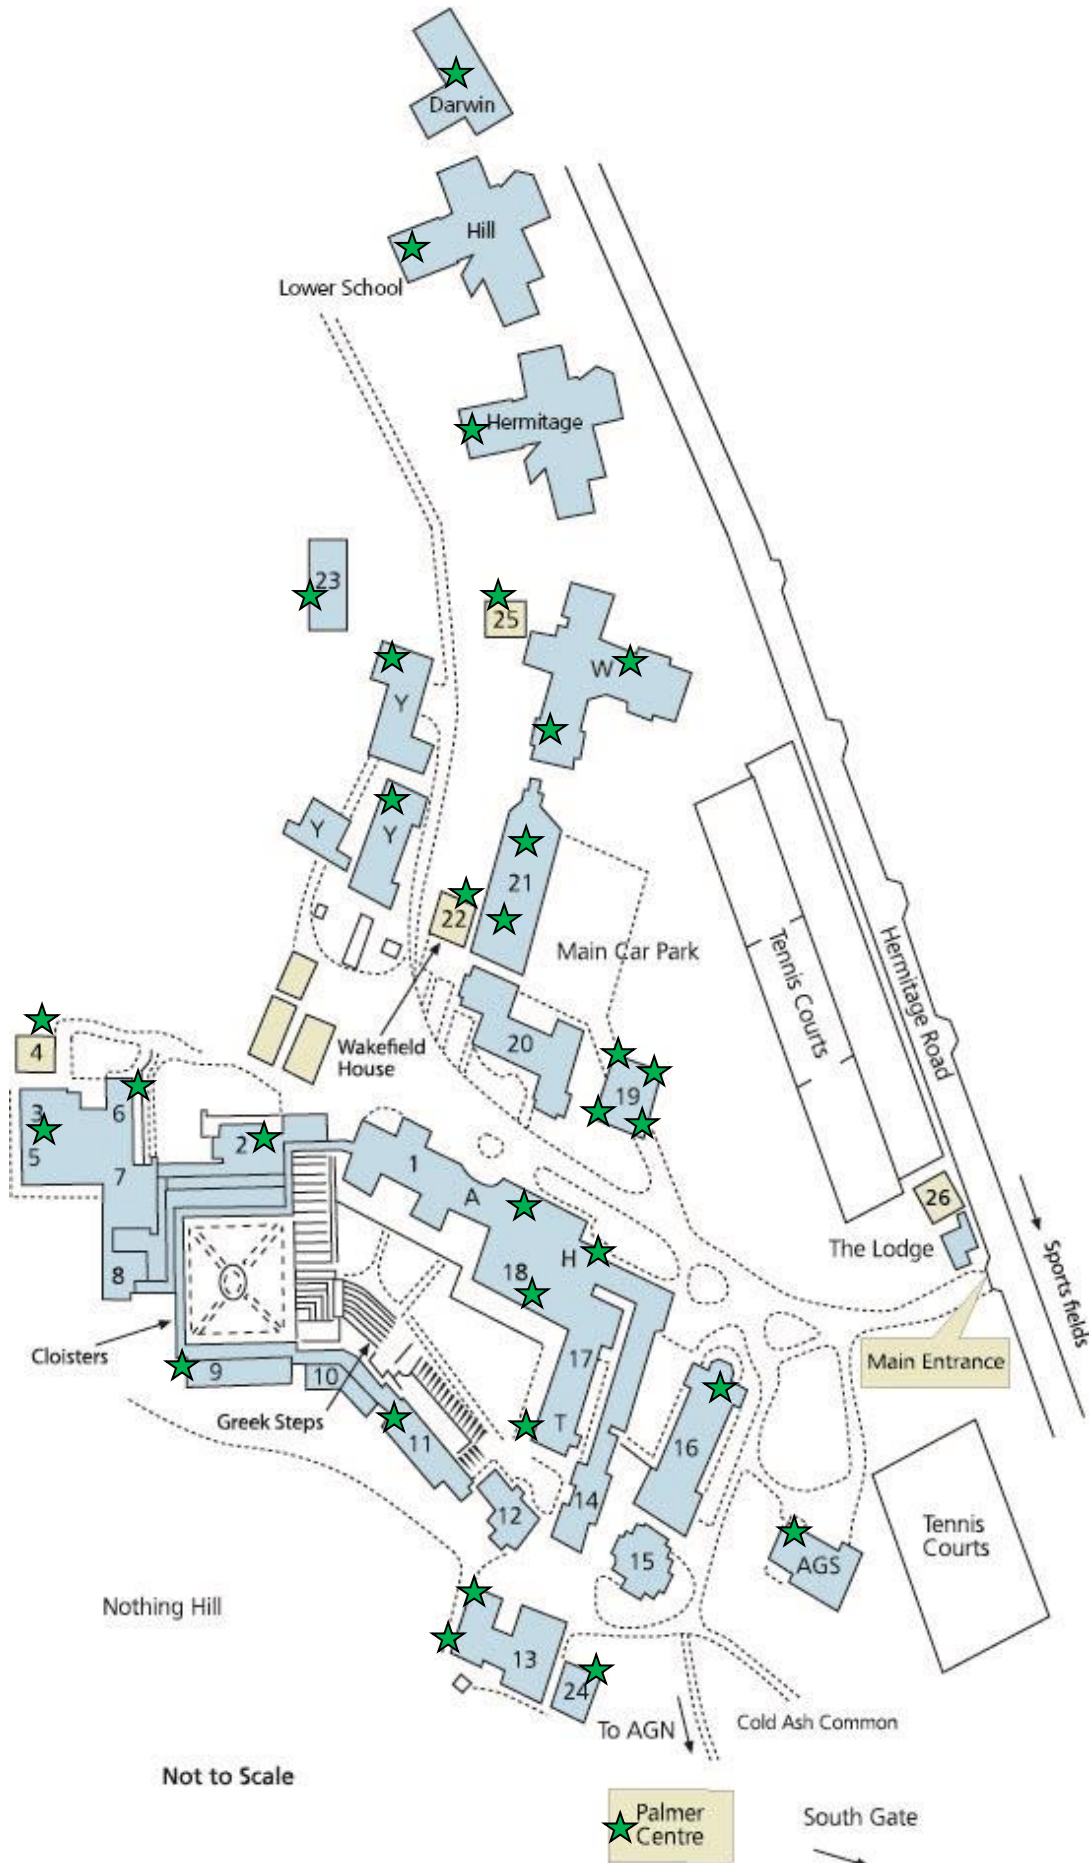 Darwin
Hill
Lower School
Hermitage
23
25
W
Y
Y
Y
21
22
Main Car Park
Tennis Courts
Hermitage Road
Wakefield
House
20
19
4
3
6
5
2
7
1
A
26
The Lodge
Sports fields
H
18
8
Cloisters
Main Entrance
9
10
17
Greek Steps
T
11
16
14
12
15
AGS
Tennis
Courts
Nothing Hill
13
24
To AGN
Cold Ash Common
Not to Scale
Palmer
Centre
South Gate